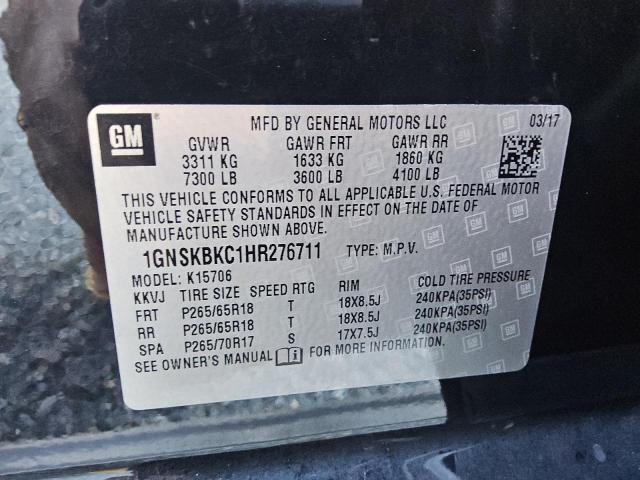 GM
MFD BY GENERAL MOTORS LLC 03/17
GVWR GAWR FRT GAWR RR
3311 KG 1633 KG 1860 KG
7300 LB 3600 LB 4100 LB
THIS VEHICLE CONFORMS TO ALL APPLICABLE U.S. FEDERAL MOTOR
VEHICLE SAFETY STANDARDS IN EFFECT ON THE DATE OF
MANUFACTURE SHOWN ABOVE.
1GNSKBKC1HR276711 TYPE: M.P.V.
MODEL: K15706
KKVJ TIRE SIZE SPEED RTG RIM COLD TIRE PRESSURE
FRT P265/65R18 T 18X8.5J 240KPA(35PSI)
RR P265/65R18 T 18X8.5J 240KPA(35PSI)
SPA P265/70R17 S 17X7.5J 240KPA(35PSI)
SEE OWNER'S MANUAL FOR MORE INFORMATION.